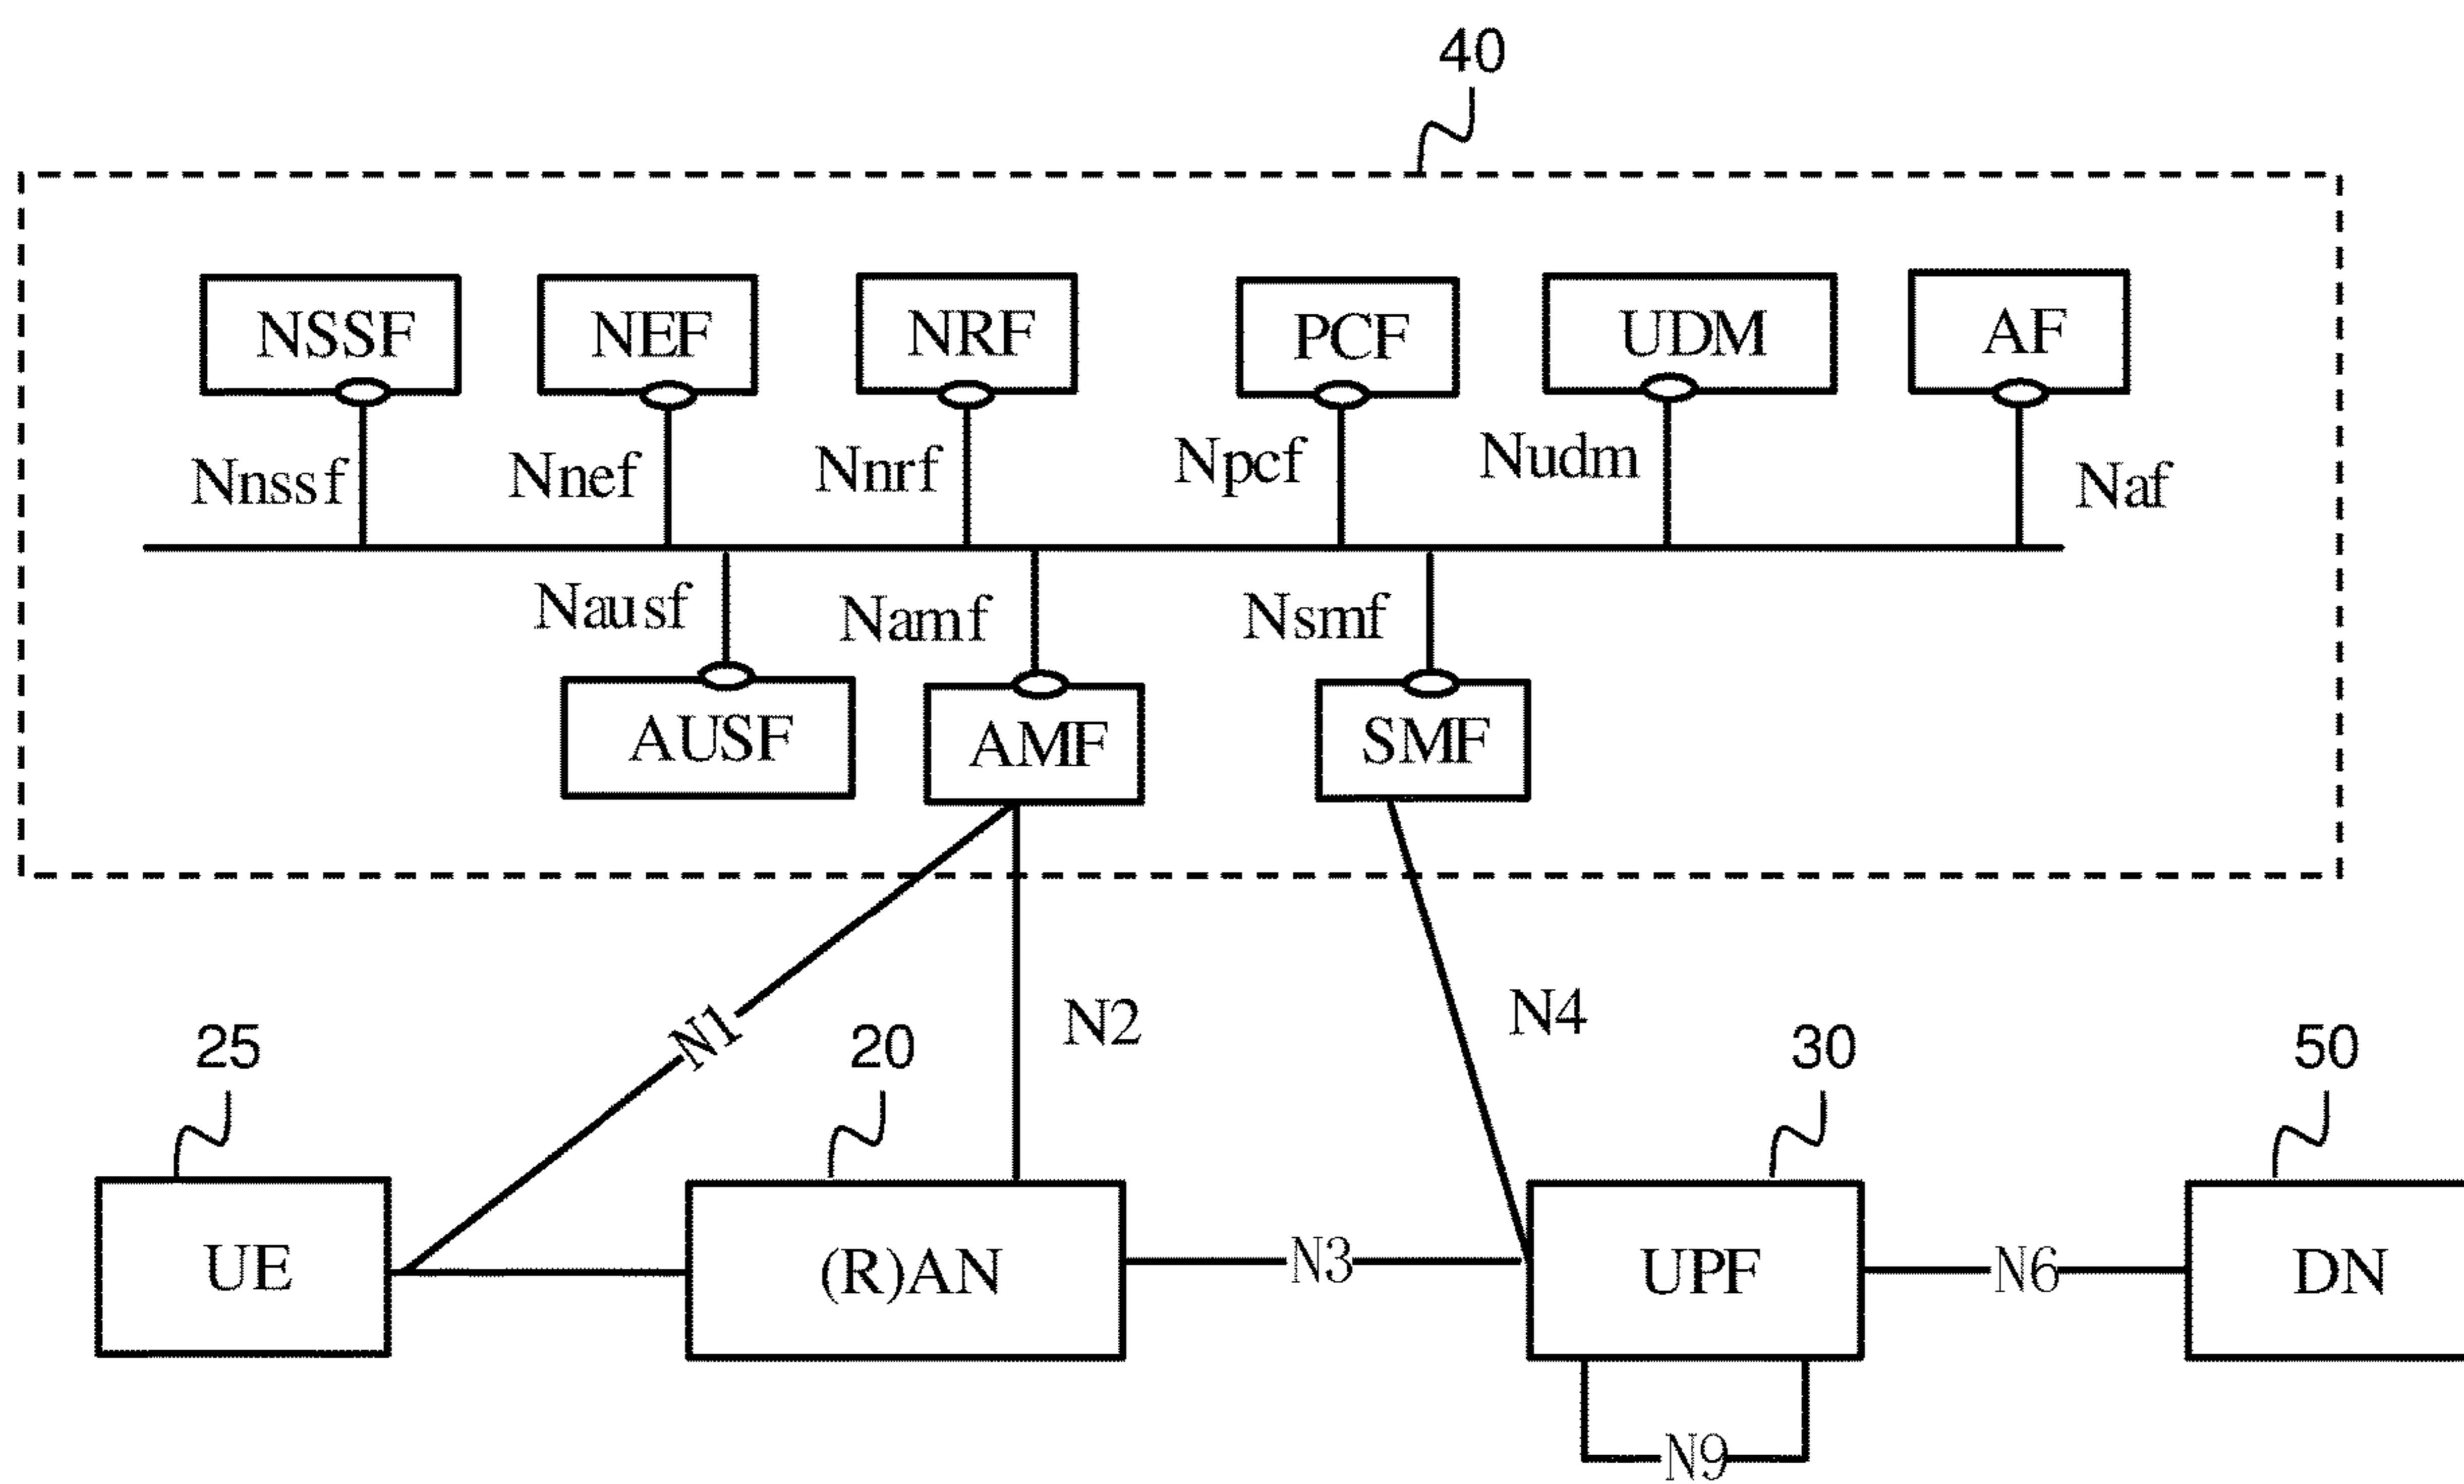 40
NSSF NEF NRF PCF UDM AF
Nnssf Nnef Nnrf Npcf Nudm Naf
Nausf Namf Nsmf
AUSF AMF SMF
N1 N2 N4
25 20 30 50
UE (R)AN N3 UPF N6 DN
N9